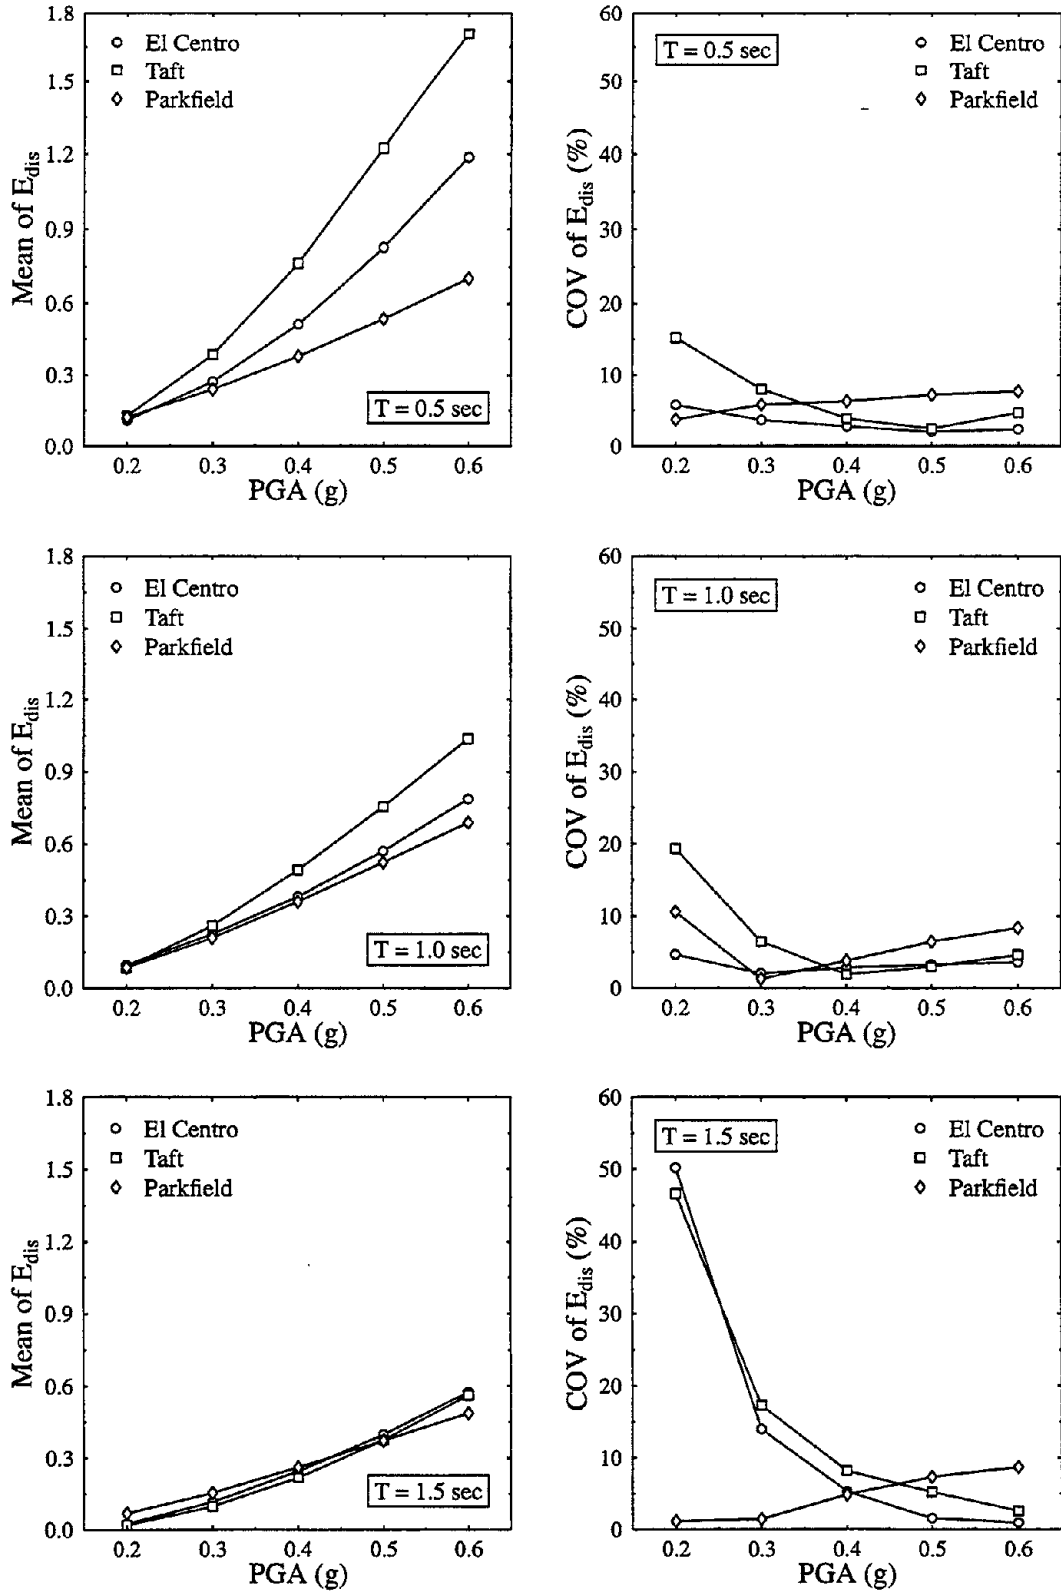 1.8
1.5
1.2
0.9
0.6
0.3
0.0
Mean of E_dis
El Centro
Taft
Parkfield
T = 0.5 sec
0.2 0.3 0.4 0.5 0.6
PGA (g)
60
50
40
30
20
10
0
COV of E_dis (%)
T = 0.5 sec
El Centro
Taft
Parkfield
0.2 0.3 0.4 0.5 0.6
PGA (g)
1.8
1.5
1.2
0.9
0.6
0.3
0.0
Mean of E_dis
El Centro
Taft
Parkfield
T = 1.0 sec
0.2 0.3 0.4 0.5 0.6
PGA (g)
60
50
40
30
20
10
0
COV of E_dis (%)
T = 1.0 sec
El Centro
Taft
Parkfield
0.2 0.3 0.4 0.5 0.6
PGA (g)
1.8
1.5
1.2
0.9
0.6
0.3
0.0
Mean of E_dis
El Centro
Taft
Parkfield
T = 1.5 sec
0.2 0.3 0.4 0.5 0.6
PGA (g)
60
50
40
30
20
10
0
COV of E_dis (%)
T = 1.5 sec
El Centro
Taft
Parkfield
0.2 0.3 0.4 0.5 0.6
PGA (g)